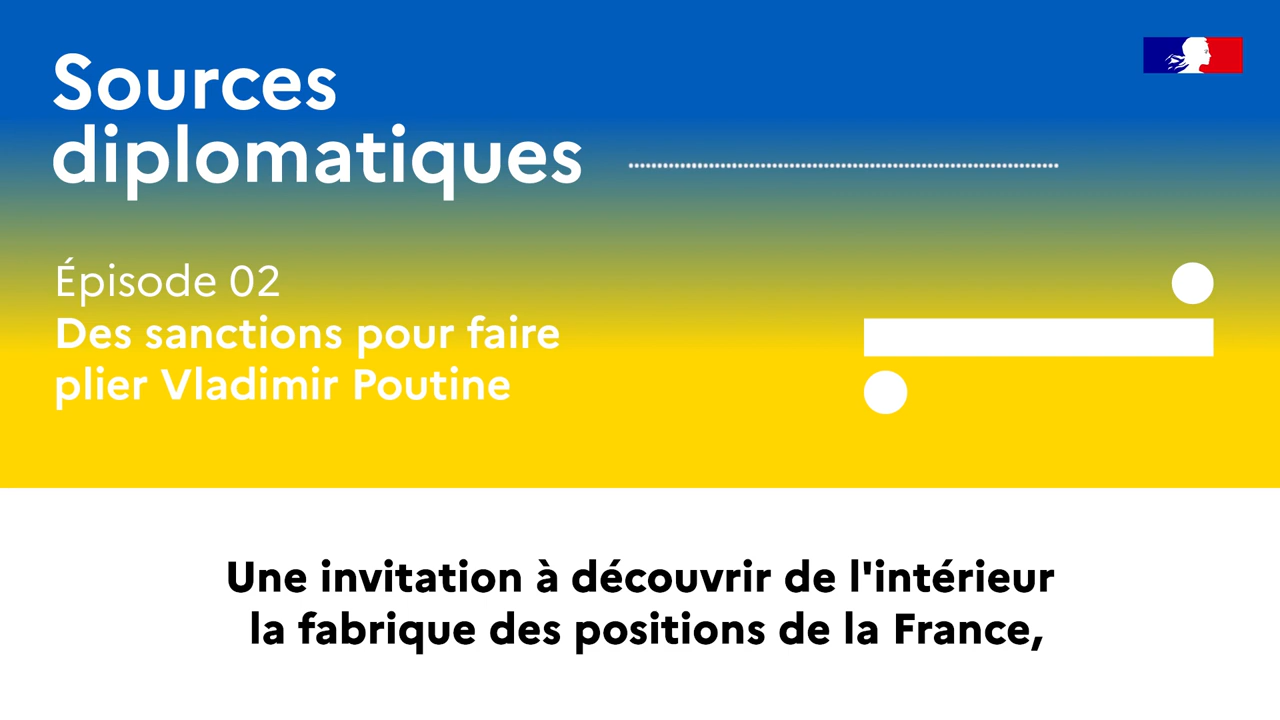 Sources
diplomatiques
Épisode 02
Des sanctions pour faire
plier Vladimir Poutine
Une invitation à découvrir de l'intérieur
la fabrique des positions de la France,